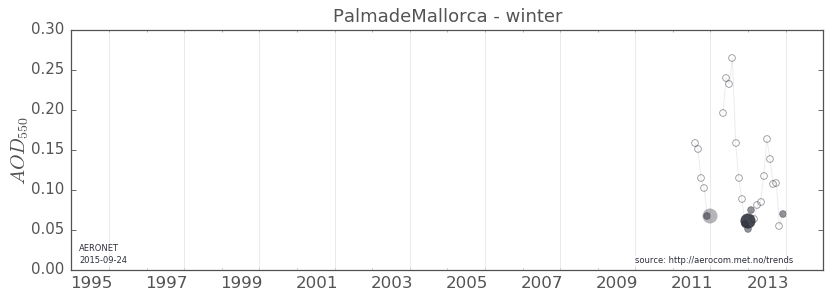 PalmadeMallorca - winter
0.30
0.25
0.20
0.15
0.10
0.05
0.00
AOD550
AERONET
2015-09-24
source: http://aerocom.met.no/trends
1995 1997 1999 2001 2003 2005 2007 2009 2011 2013